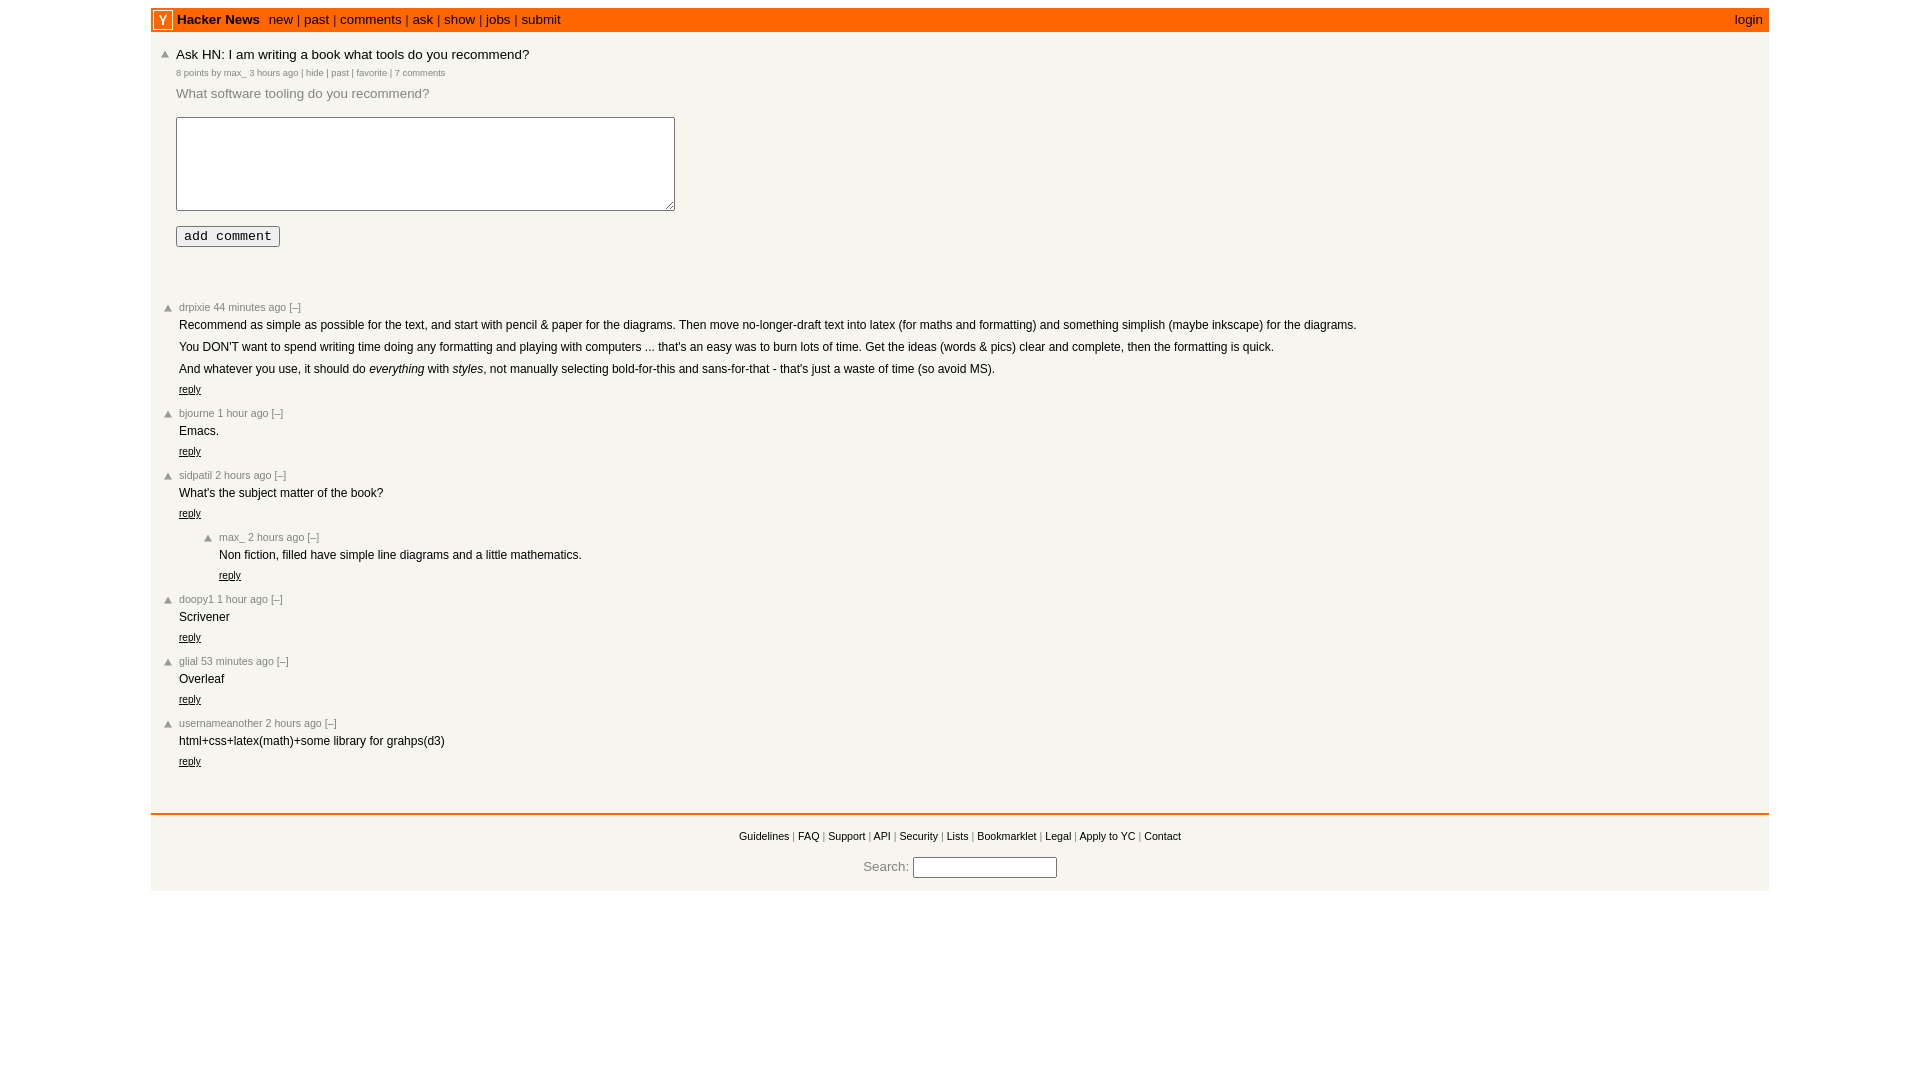 Y Hacker News new | past | comments | ask | show | jobs | submit login
Ask HN: I am writing a book what tools do you recommend?
8 points by max_ 3 hours ago | hide | past | favorite | 7 comments
What software tooling do you recommend?
add comment
drpixie 44 minutes ago [–]
Recommend as simple as possible for the text, and start with pencil & paper for the diagrams. Then move no-longer-draft text into latex (for maths and formatting) and something simplish (maybe inkscape) for the diagrams.
You DON'T want to spend writing time doing any formatting and playing with computers ... that's an easy was to burn lots of time. Get the ideas (words & pics) clear and complete, then the formatting is quick.
And whatever you use, it should do everything with styles, not manually selecting bold-for-this and sans-for-that - that's just a waste of time (so avoid MS).
reply
bjourne 1 hour ago [–]
Emacs.
reply
sidpatil 2 hours ago [–]
What's the subject matter of the book?
reply
max_ 2 hours ago [–]
Non fiction, filled have simple line diagrams and a little mathematics.
reply
doopy1 1 hour ago [–]
Scrivener
reply
glial 53 minutes ago [–]
Overleaf
reply
usernameanother 2 hours ago [–]
html+css+latex(math)+some library for grahps(d3)
reply
Guidelines | FAQ | Support | API | Security | Lists | Bookmarklet | Legal | Apply to YC | Contact
Search: